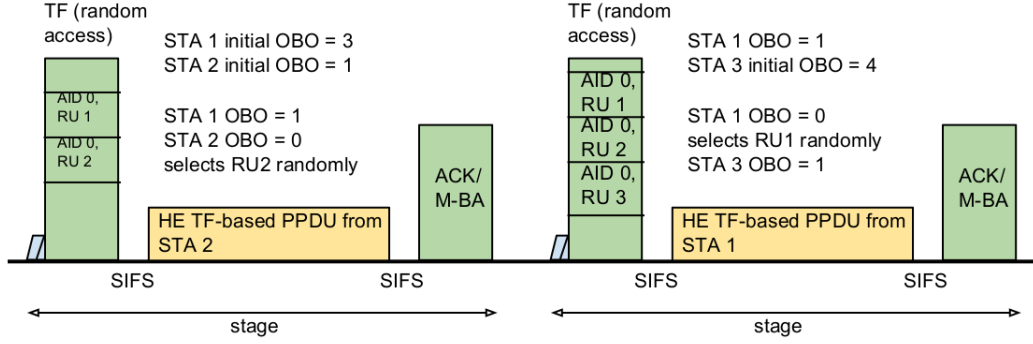 TF (random
access)
STA 1 initial OBO = 3
STA 2 initial OBO = 1
STA 1 OBO = 1
STA 2 OBO = 0
selects RU2 randomly
AID 0,
RU 1
AID 0,
RU 2
HE TF-based PPDU from
STA 2
ACK/
M-BA
SIFS
SIFS
stage
TF (random
access)
STA 1 OBO = 1
STA 3 initial OBO = 4
STA 1 OBO = 0
selects RU1 randomly
STA 3 OBO = 1
AID 0,
RU 1
AID 0,
RU 2
AID 0,
RU 3
HE TF-based PPDU from
STA 1
ACK/
M-BA
SIFS
SIFS
stage